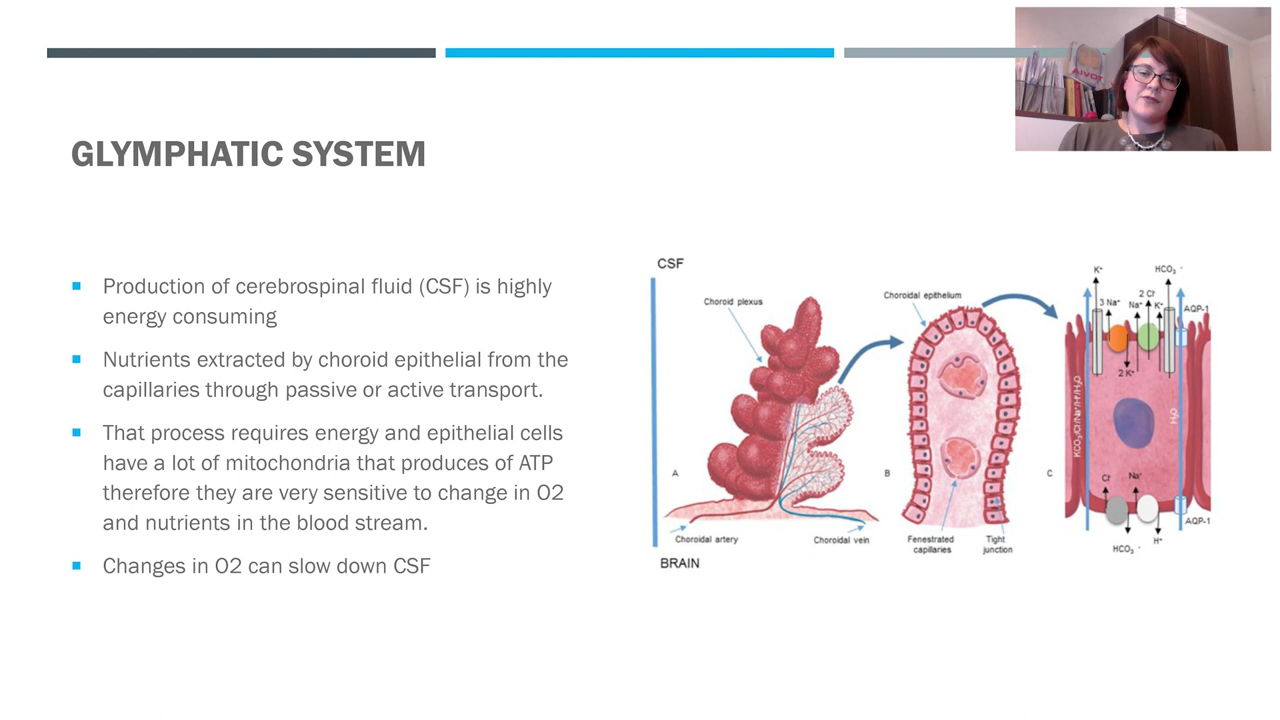 AIVOT
GLYMPHATIC SYSTEM
Production of cerebrospinal fluid (CSF) is highly
energy consuming
Nutrients extracted by choroid epithelial from the
capillaries through passive or active transport.
That process requires energy and epithelial cells
have a lot of mitochondria that produces of ATP
therefore they are very sensitive to change in O2
and nutrients in the blood stream.
Changes in O2 can slow down CSF
CSF
Choroid plexus
A
Choroidal artery
Choroidal vein
BRAIN
Choroidal epithelium
B
Fenestrated
capillaries
Tight
junction
C
K⁺
HCO₃⁻
3 Na⁺
Na⁺
2 Cl⁻
K⁺
AQP-1
2 K⁺
H₂O
Cl⁻
Na⁺
HCO₃⁻
H⁺
AQP-1